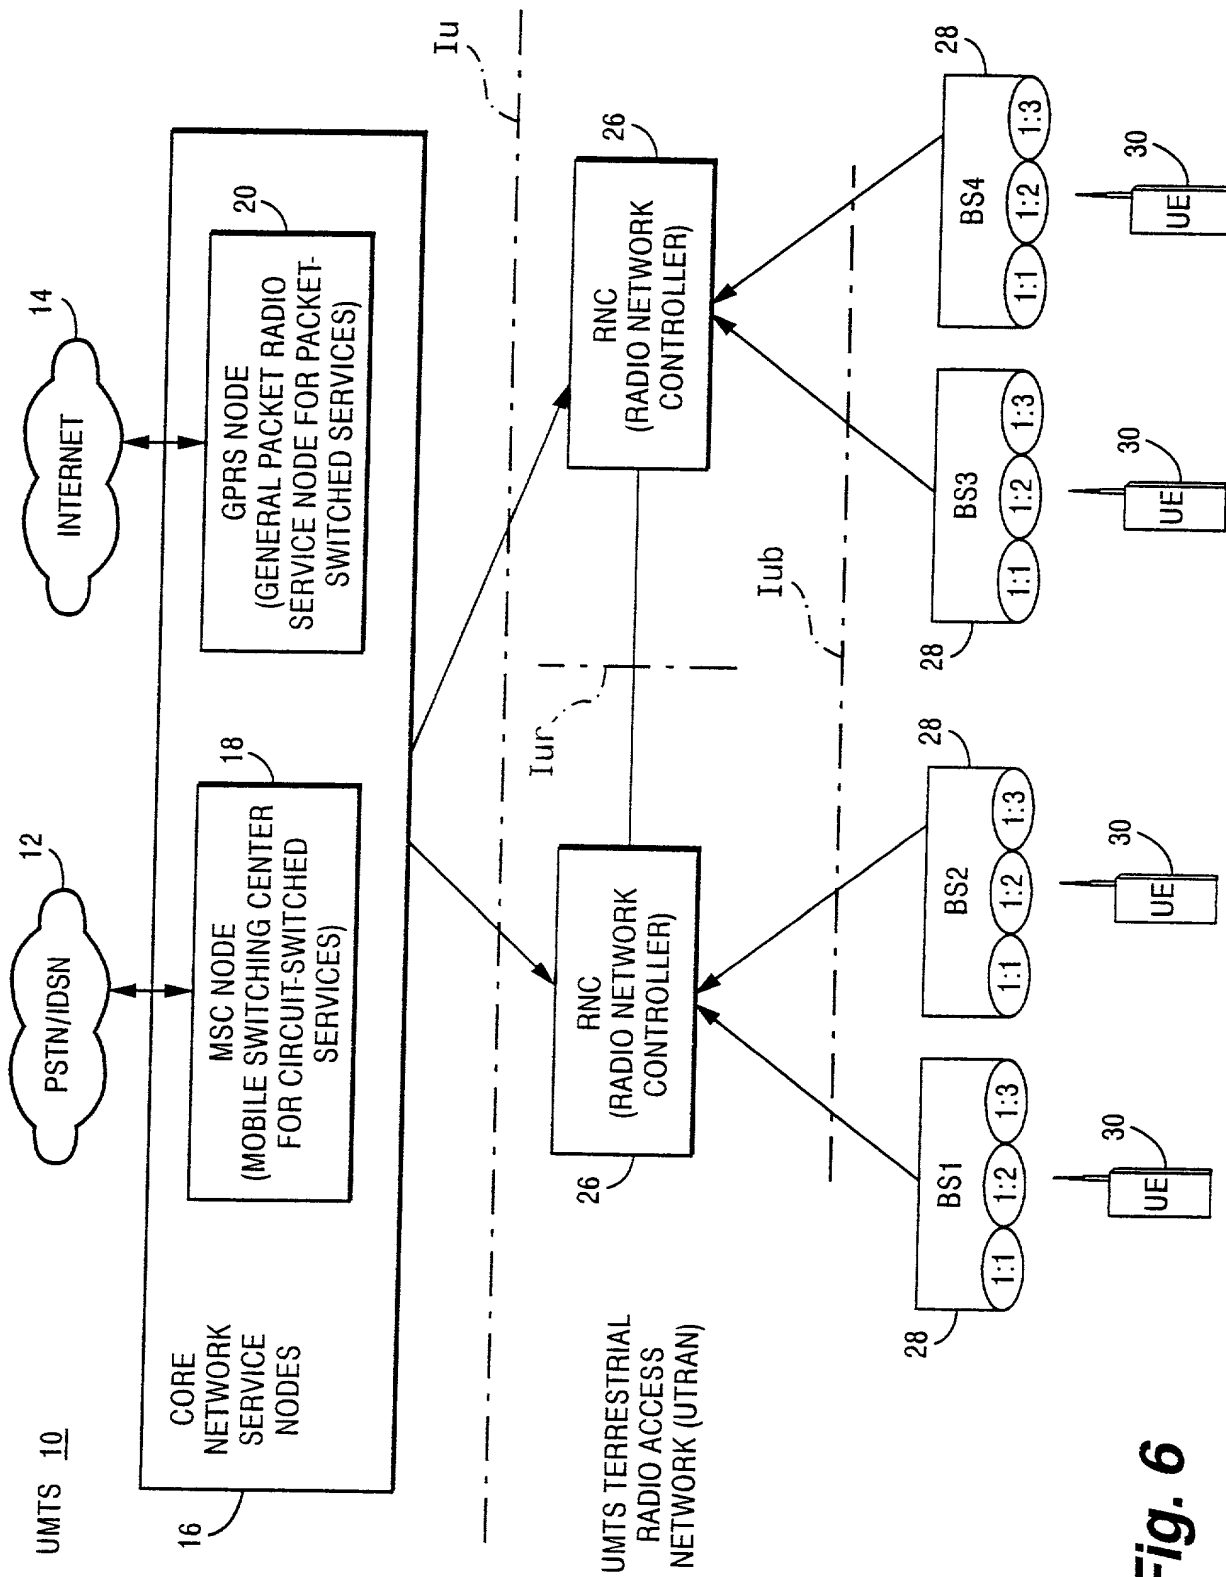 UMTS 10
PSTN/IDSN
12
INTERNET
14
16
CORE
NETWORK
SERVICE
NODES
18
MSC NODE
(MOBILE SWITCHING CENTER
FOR CIRCUIT-SWITCHED
SERVICES)
20
GPRS NODE
(GENERAL PACKET RADIO
SERVICE NODE FOR PACKET-
SWITCHED SERVICES)
Iu
UMTS TERRESTRIAL
RADIO ACCESS
NETWORK (UTRAN)
26
RNC
(RADIO NETWORK
CONTROLLER)
Iur
26
RNC
(RADIO NETWORK
CONTROLLER)
Iub
28
BS1
1:1
1:2
1:3
28
BS2
1:1
1:2
1:3
28
BS3
1:1
1:2
1:3
28
BS4
1:1
1:2
1:3
30
UE
30
UE
30
UE
30
UE
Fig. 6